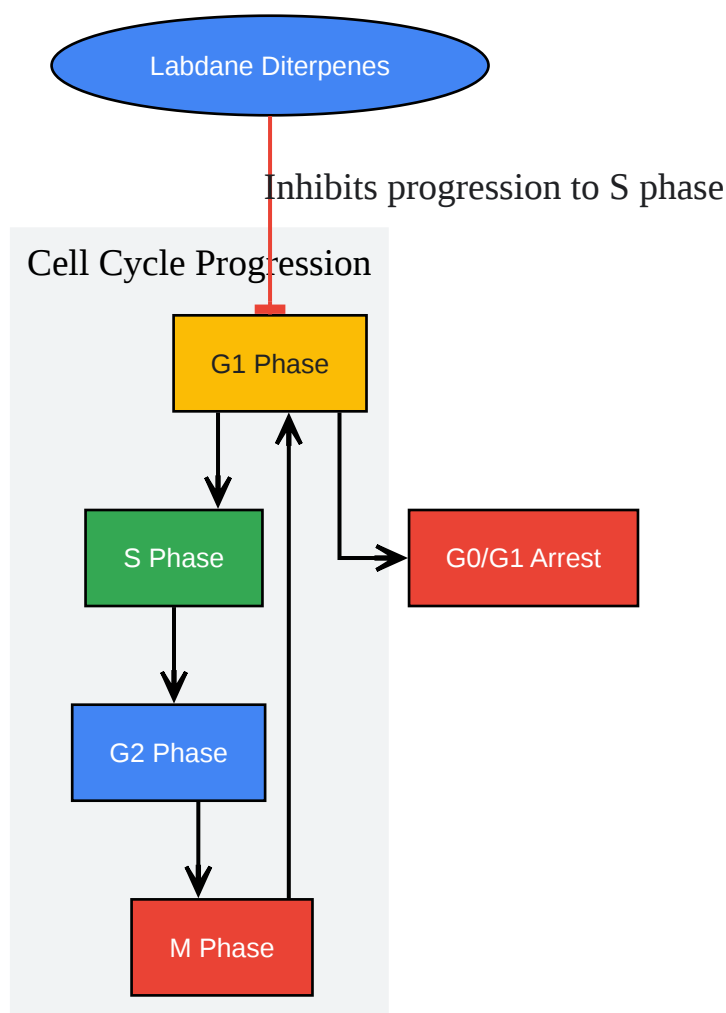 Labdane Diterpenes
Inhibits progression to S phase
Cell Cycle Progression
G1 Phase
S Phase
G0/G1 Arrest
G2 Phase
M Phase